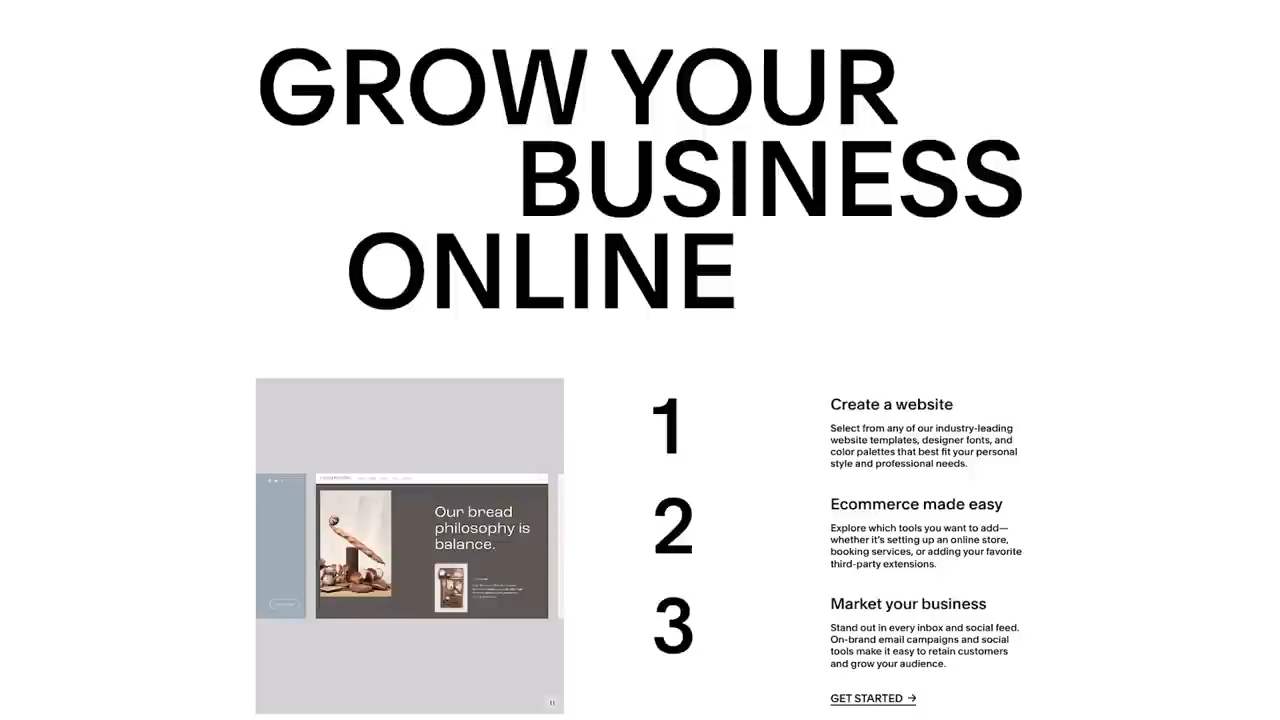 GROW YOUR
BUSINESS
ONLINE
Our bread
philosophy is
balance.
1
Create a website
Select from any of our industry-leading
website templates, designer fonts, and
color palettes that best fit your personal
style and professional needs.
2
Ecommerce made easy
Explore which tools you want to add—
whether it's setting up an online store,
booking services, or adding your favorite
third-party extensions.
3
Market your business
Stand out in every inbox and social feed.
On-brand email campaigns and social
tools make it easy to retain customers
and grow your audience.
GET STARTED →